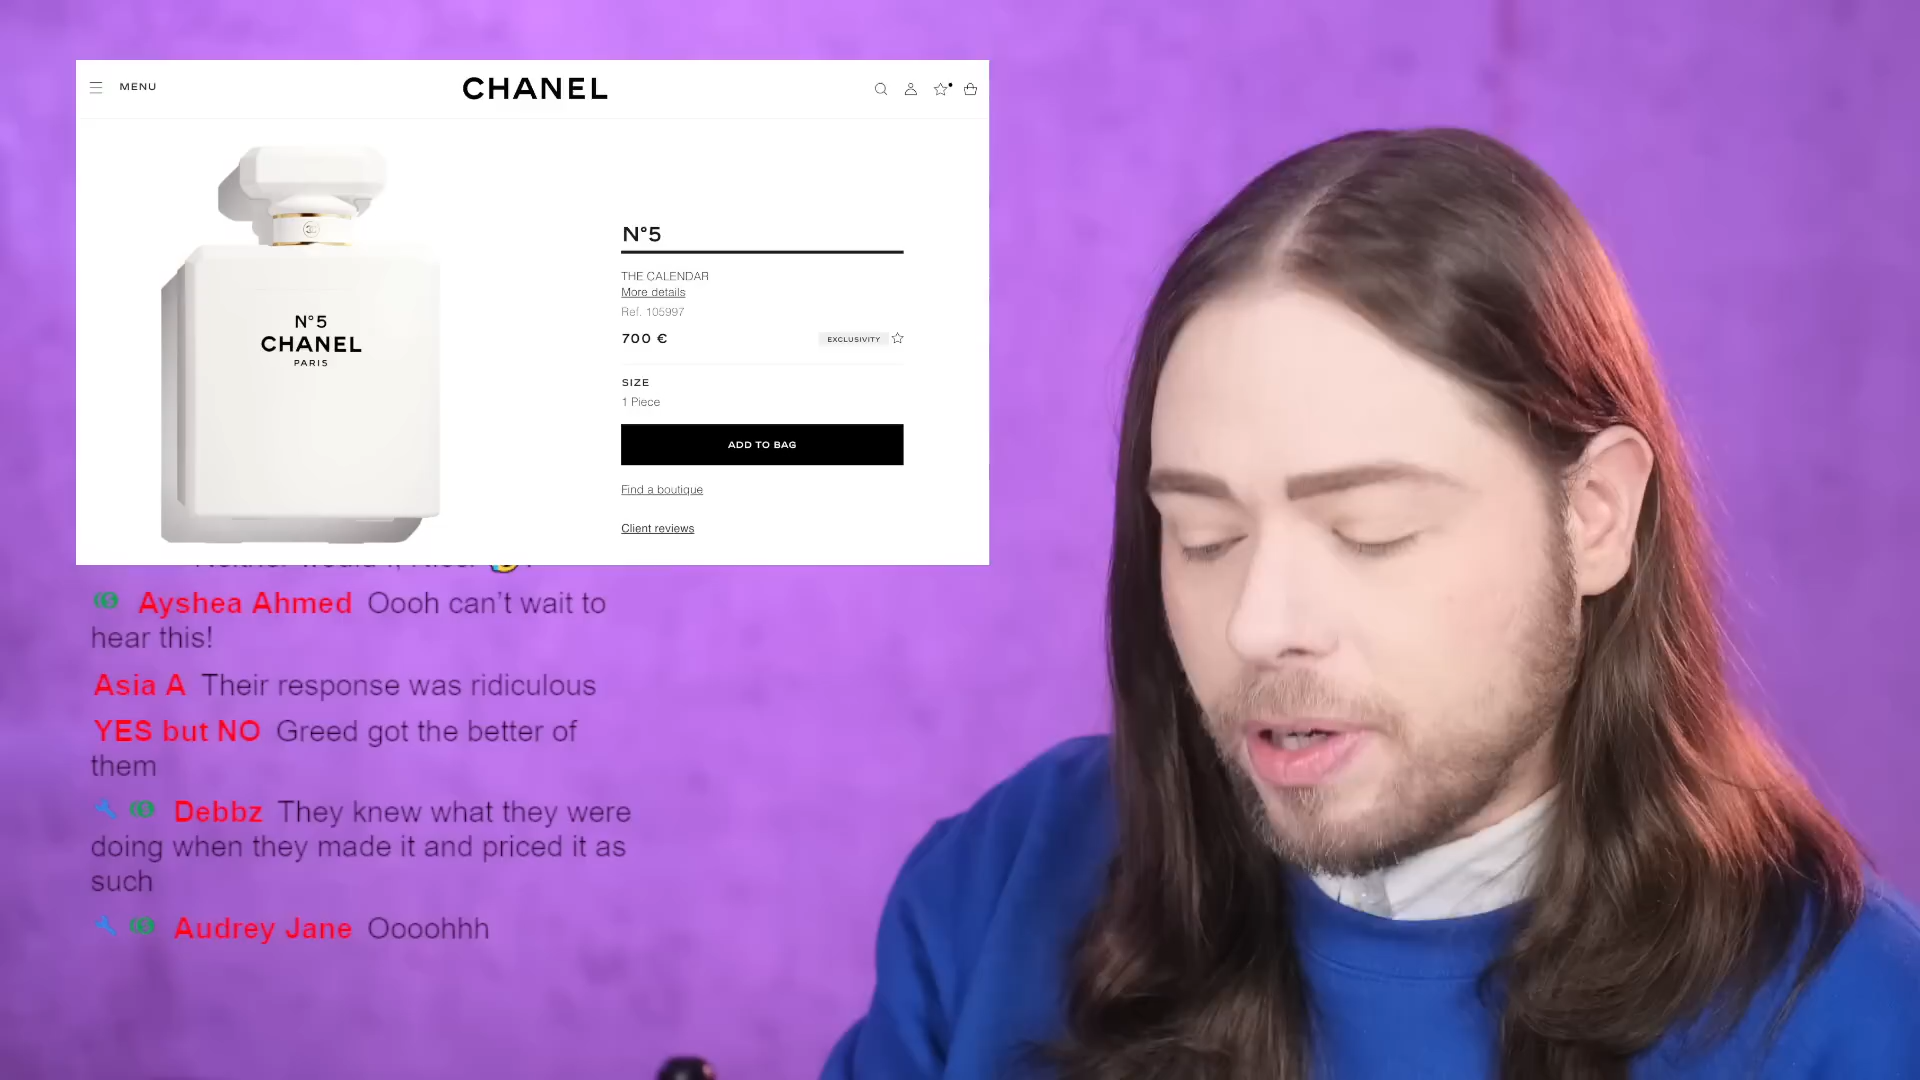 MENU
CHANEL
N°5
CHANEL
PARIS
N°5
THE CALENDAR
More details
Ref. 105997
700 €
EXCLUSIVITY
SIZE
1 Piece
ADD TO BAG
Find a boutique
Client reviews
Ayshea Ahmed Oooh can't wait to
hear this!
Asia A Their response was ridiculous
YES but NO Greed got the better of
them
Debbz They knew what they were
doing when they made it and priced it as
such
Audrey Jane Oooohhh